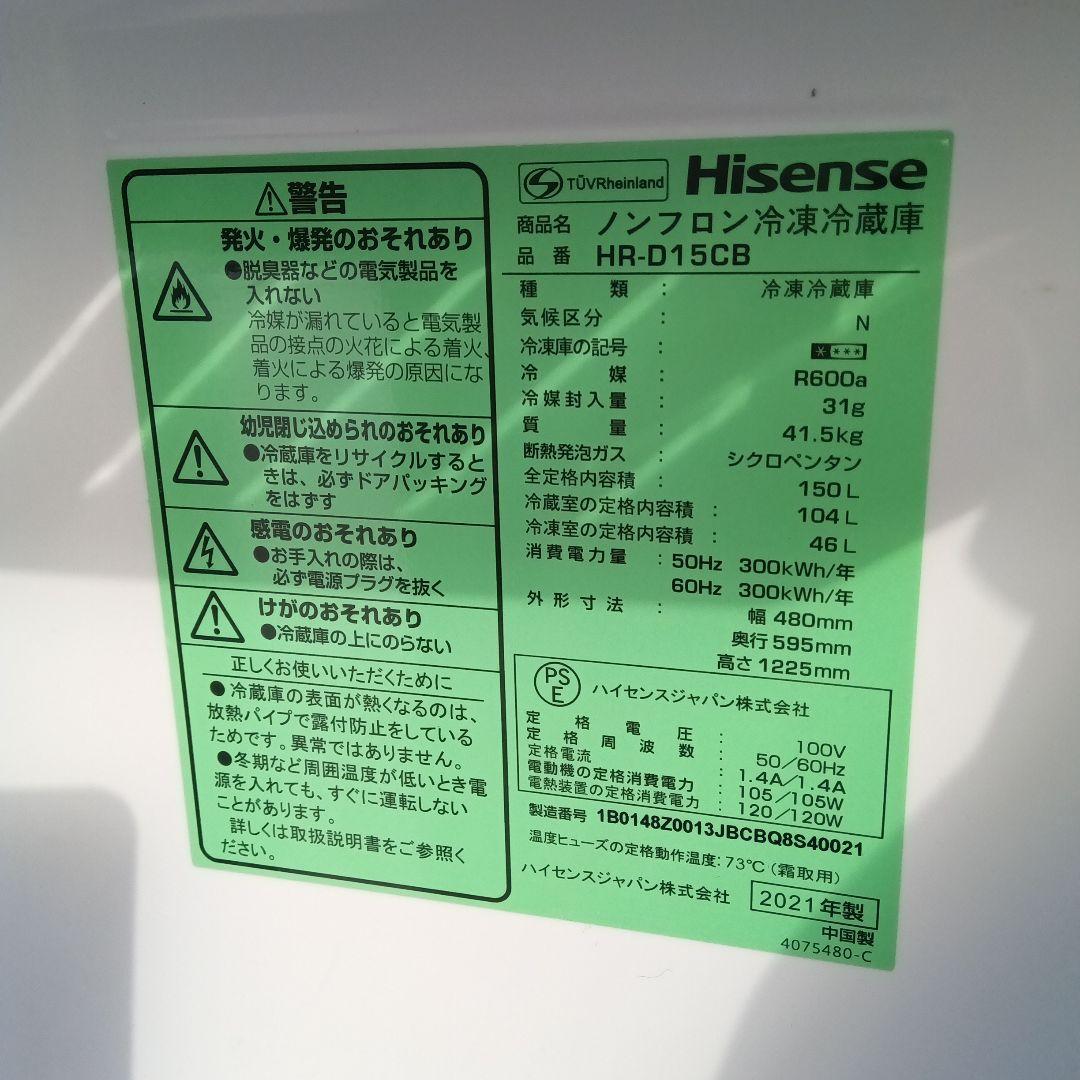 警告
発火・爆発のおそれあり
●脱臭器などの電気製品を
入れない
冷媒が漏れていると電気製
品の接点の火花による着火、
着火による爆発の原因にな
ります。
幼児閉じ込められのおそれあり
●冷蔵庫をリサイクルすると
きは、必ずドアパッキング
をはずす
感電のおそれあり
●お手入れの際は、
必ず電源プラグを抜く
けがのおそれあり
●冷蔵庫の上にのらない
正しくお使いいただくために
●冷蔵庫の表面が熱くなるのは、
放熱パイプで露付防止をしている
ためです。異常ではありません。
●冬期など周囲温度が低いとき電
源を入れても、すぐに運転しない
ことがあります。
詳しくは取扱説明書をご参照く
ださい。
TÜVRheinland Hisense
商品名 ノンフロン冷凍冷蔵庫
品番 HR-D15CB
種類 : 冷凍冷蔵庫
気候区分 : N
冷凍庫の記号 : ****
冷媒 : R600a
冷媒封入量 : 31g
質量 : 41.5kg
断熱発泡ガス : シクロペンタン
全定格内容積 : 150L
冷蔵室の定格内容積 : 104L
冷凍室の定格内容積 : 46L
消費電力量 : 50Hz 300kWh/年
60Hz 300kWh/年
外形寸法 : 幅 480mm
奥行 595mm
高さ 1225mm
PSE ハイセンスジャパン株式会社
定格電圧 : 100V
定格周波数 : 50/60Hz
定格電流 : 1.4A/1.4A
電動機の定格消費電力 : 105/105W
電熱装置の定格消費電力 : 120/120W
製造番号 1B0148Z0013JBCBQ8S40021
温度ヒューズの定格動作温度:73℃(霜取用)
ハイセンスジャパン株式会社 2021年製
中国製
4075480-C